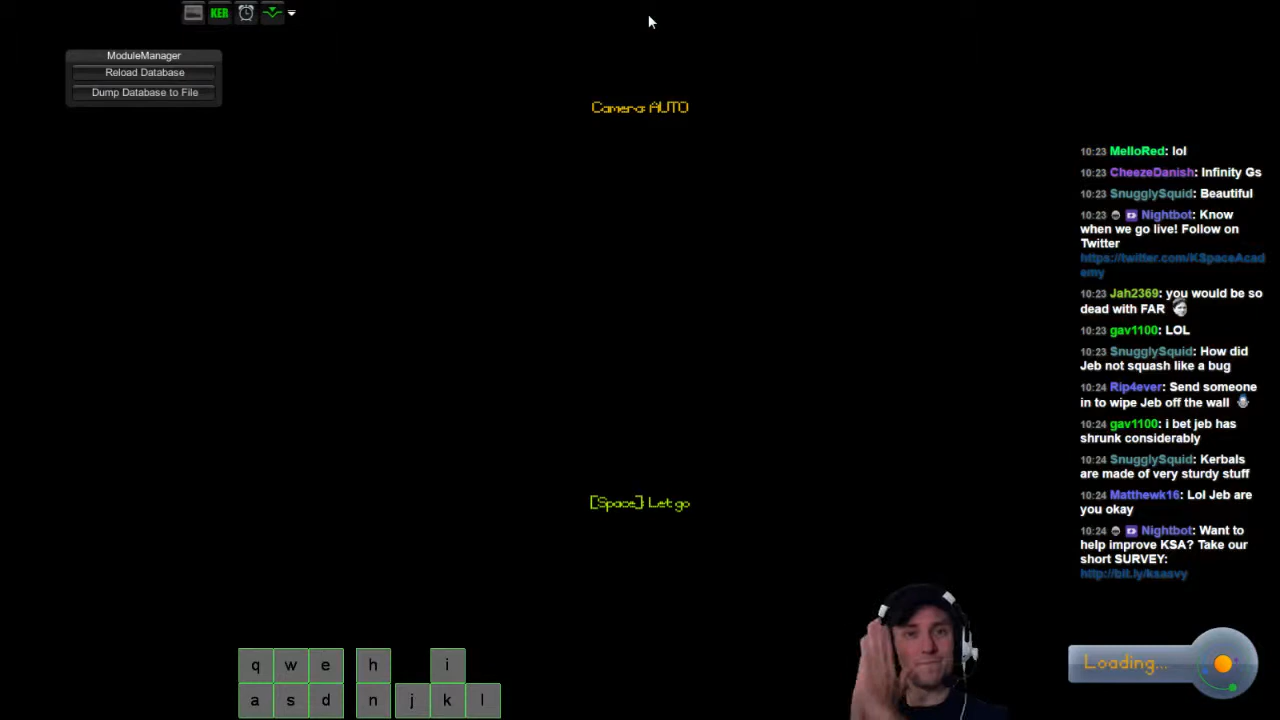 KER
ModuleManager
Reload Database
Dump Database to File
Camera: AUTO
10:23 MelloRed: lol
10:23 CheezeDanish: Infinity Gs
10:23 SnugglySquid: Beautiful
10:23 Nightbot: Know
when we go live! Follow on
Twitter
https://twitter.com/KSpaceAcad
emy
10:23 Jah2369: you would be so
dead with FAR
10:23 gav1100: LOL
10:23 SnugglySquid: How did
Jeb not squash like a bug
10:24 Rip4ever: Send someone
in to wipe Jeb off the wall
10:24 gav1100: i bet jeb has
shrunk considerably
10:24 SnugglySquid: Kerbals
are made of very sturdy stuff
10:24 Matthewk16: Lol Jeb are
you okay
10:24 Nightbot: Want to
help improve KSA? Take our
short SURVEY:
http://bit.ly/ksasvy
[Space]: Let go
q w e h i
a s d n j k l
Loading...